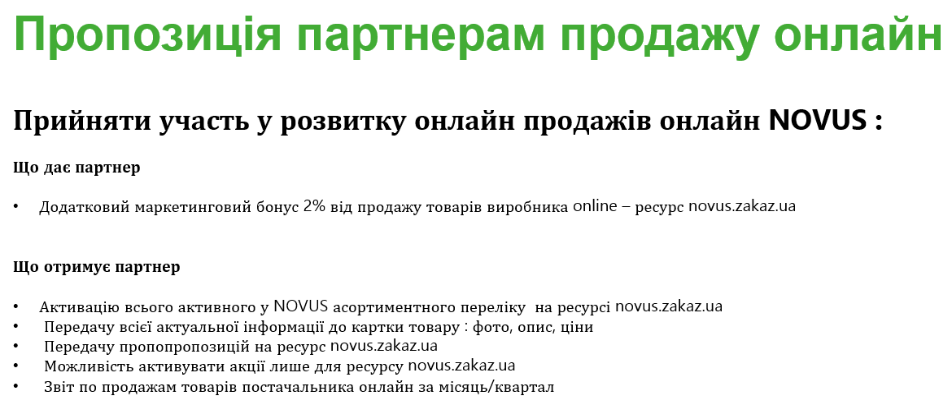 Пропозиція партнерам продажу онлайн
Прийняти участь у розвитку онлайн продажів онлайн NOVUS :
Що дає партнер
• Додатковий маркетинговий бонус 2% від продажу товарів виробника online – ресурс novus.zakaz.ua
Що отримує партнер
• Активацію всього активного у NOVUS асортиментного переліку на ресурсі novus.zakaz.ua
• Передачу всієї актуальної інформації до картки товару : фото, опис, ціни
• Передачу пропопропозицій на ресурс novus.zakaz.ua
• Можливість активувати акції лише для ресурсу novus.zakaz.ua
• Звіт по продажам товарів постачальника онлайн за місяць/квартал